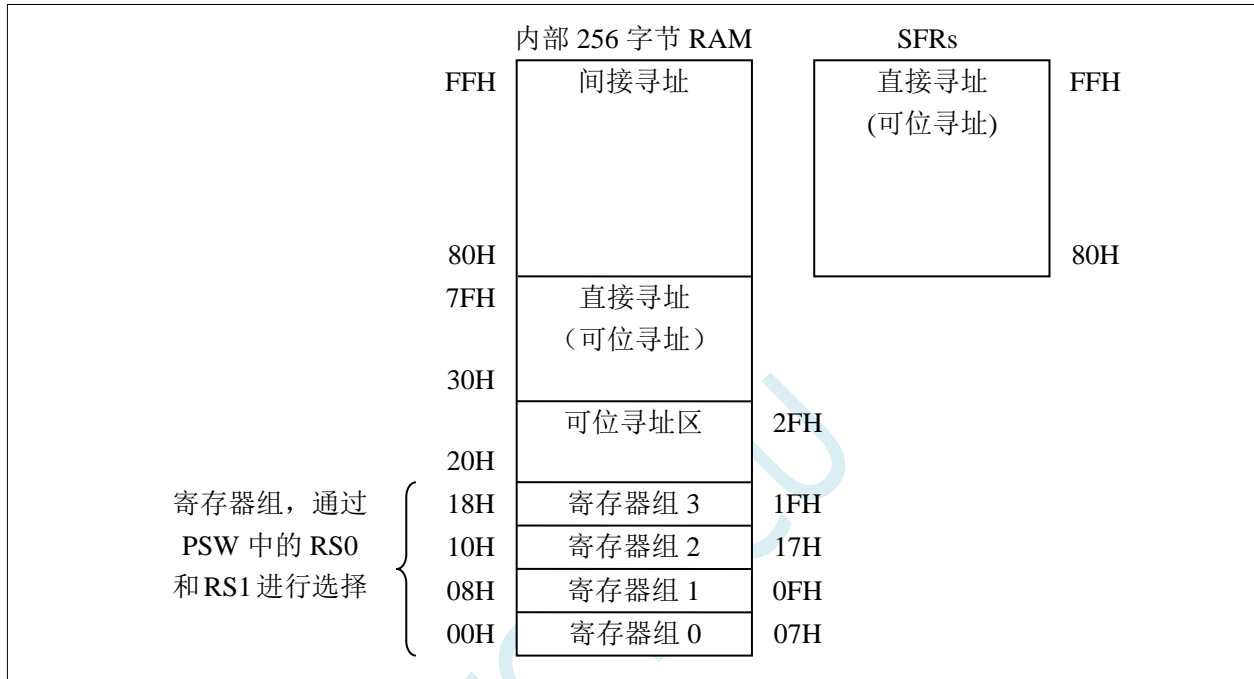 内部 256 字节 RAM SFRs
FFH 间接寻址 直接寻址 FFH
(可位寻址)
80H 80H
7FH 直接寻址
（可位寻址）
30H
可位寻址区 2FH
20H
寄存器组，通过
PSW 中的 RS0
和RS1进行选择
18H 寄存器组 3 1FH
10H 寄存器组 2 17H
08H 寄存器组 1 0FH
00H 寄存器组 0 07H